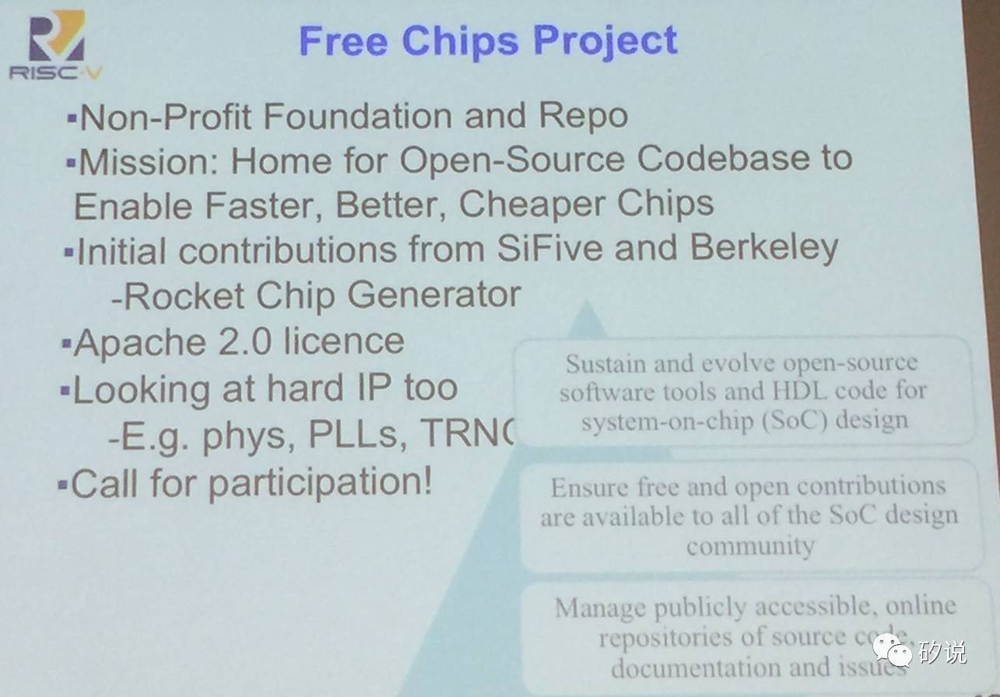 RISC-V
Free Chips Project
▪Non-Profit Foundation and Repo
▪Mission: Home for Open-Source Codebase to
Enable Faster, Better, Cheaper Chips
▪Initial contributions from SiFive and Berkeley
-Rocket Chip Generator
▪Apache 2.0 licence
▪Looking at hard IP too
-E.g. phys, PLLs,
▪Call for participation!
Sustain and evolve open-source
software tools and HDL code for
system-on-chip (SoC) design
Ensure free and open contributions
are available to all of the SoC design
community
Manage publicly accessible, online
repositories of source code,
documentation and issues
矽说